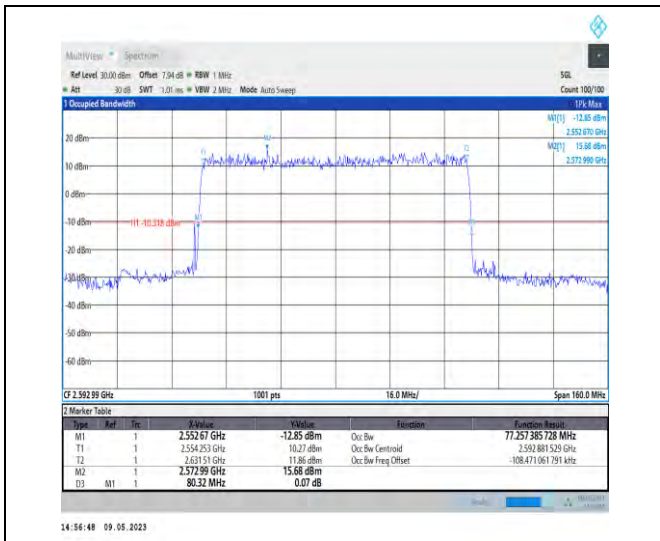 MultiView Spectrum
Ref Level 30.00 dBm Offset 7.94 dB RBW 1 MHz SGL
Att 30 dB SWT 1.01 ms VBW 2 MHz Mode Auto Sweep Count 100/100
1 Occupied Bandwidth 1Pk Max
M1[1] -12.85 dBm
2.552 670 GHz
M2[1] 15.68 dBm
2.572 990 GHz
20 dBm
10 dBm
0 dBm
-10 dBm
H1 -10.318 dBm
-20 dBm
-30 dBm
-40 dBm
-50 dBm
-60 dBm
CF 2.592 99 GHz 1001 pts 16.0 MHz/ Span 160.0 MHz
2 Marker Table
Type Ref Trc X-Value Y-Value Function Function Result
M1 1 2.552 67 GHz -12.85 dBm Occ Bw 77.257 385 728 MHz
T1 1 2.554 253 GHz 10.27 dBm Occ Bw Centroid 2.592 881 529 GHz
T2 1 2.631 51 GHz 11.86 dBm Occ Bw Freq Offset -108.471 061 791 kHz
M2 1 2.572 99 GHz 15.68 dBm
D3 M1 1 80.32 MHz 0.07 dB
14:56:48 09.05.2023